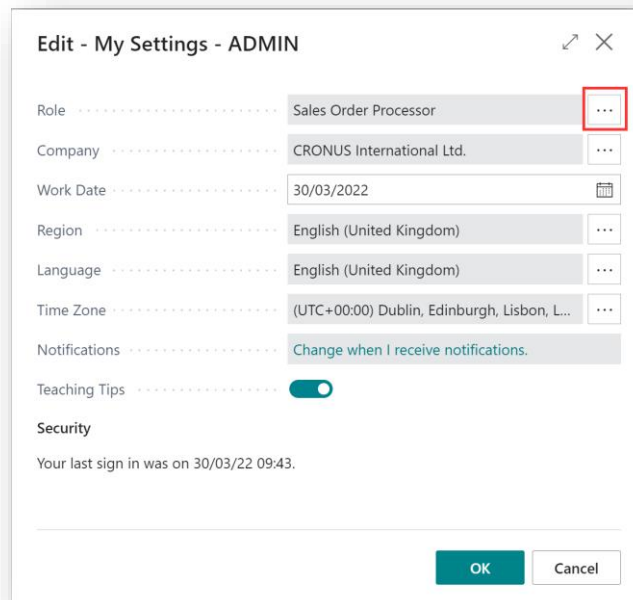 Edit - My Settings - ADMIN
Role Sales Order Processor ...
Company CRONUS International Ltd. ...
Work Date 30/03/2022
Region English (United Kingdom) ...
Language English (United Kingdom) ...
Time Zone (UTC+00:00) Dublin, Edinburgh, Lisbon, L... ...
Notifications Change when I receive notifications.
Teaching Tips
Security
Your last sign in was on 30/03/22 09:43.
OK Cancel